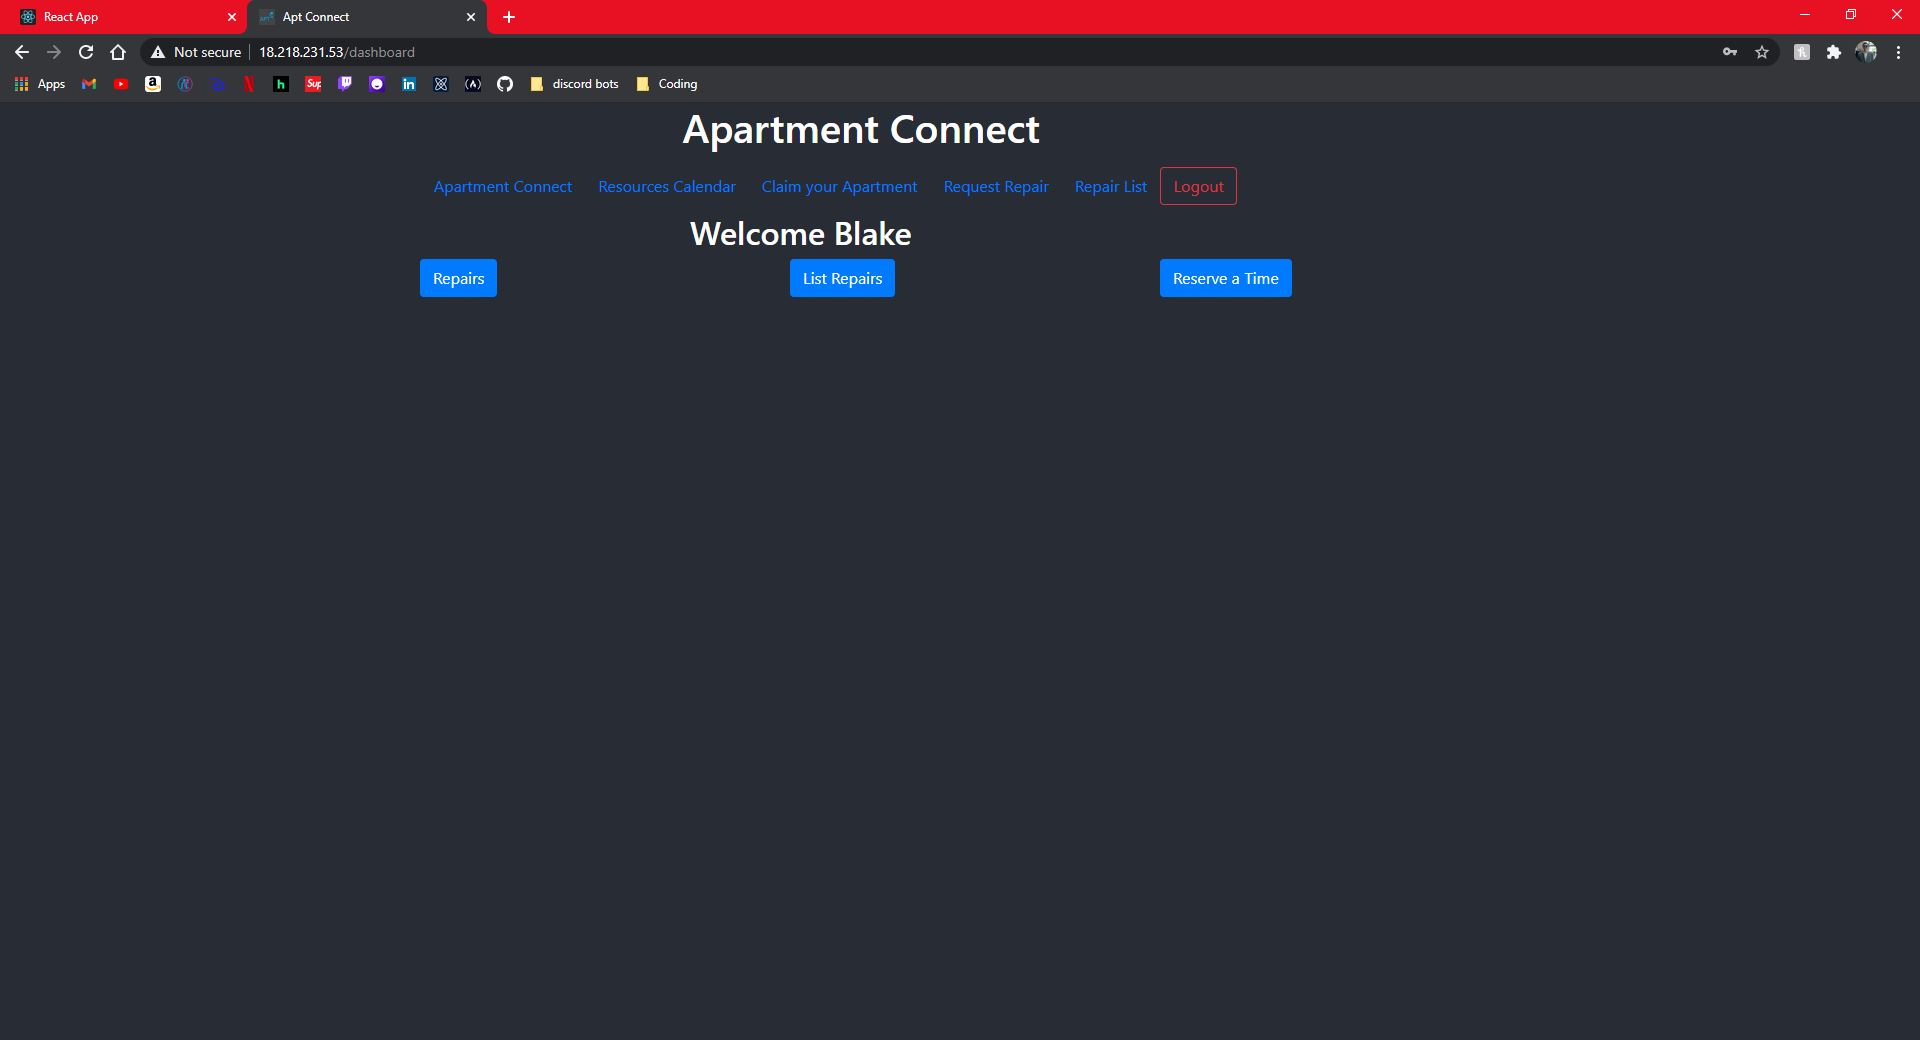 React App
Apt Connect
Not secure 18.218.231.53/dashboard
Apps
discord bots
Coding
Apartment Connect
Apartment Connect Resources Calendar Claim your Apartment Request Repair Repair List Logout
Welcome Blake
Repairs List Repairs Reserve a Time